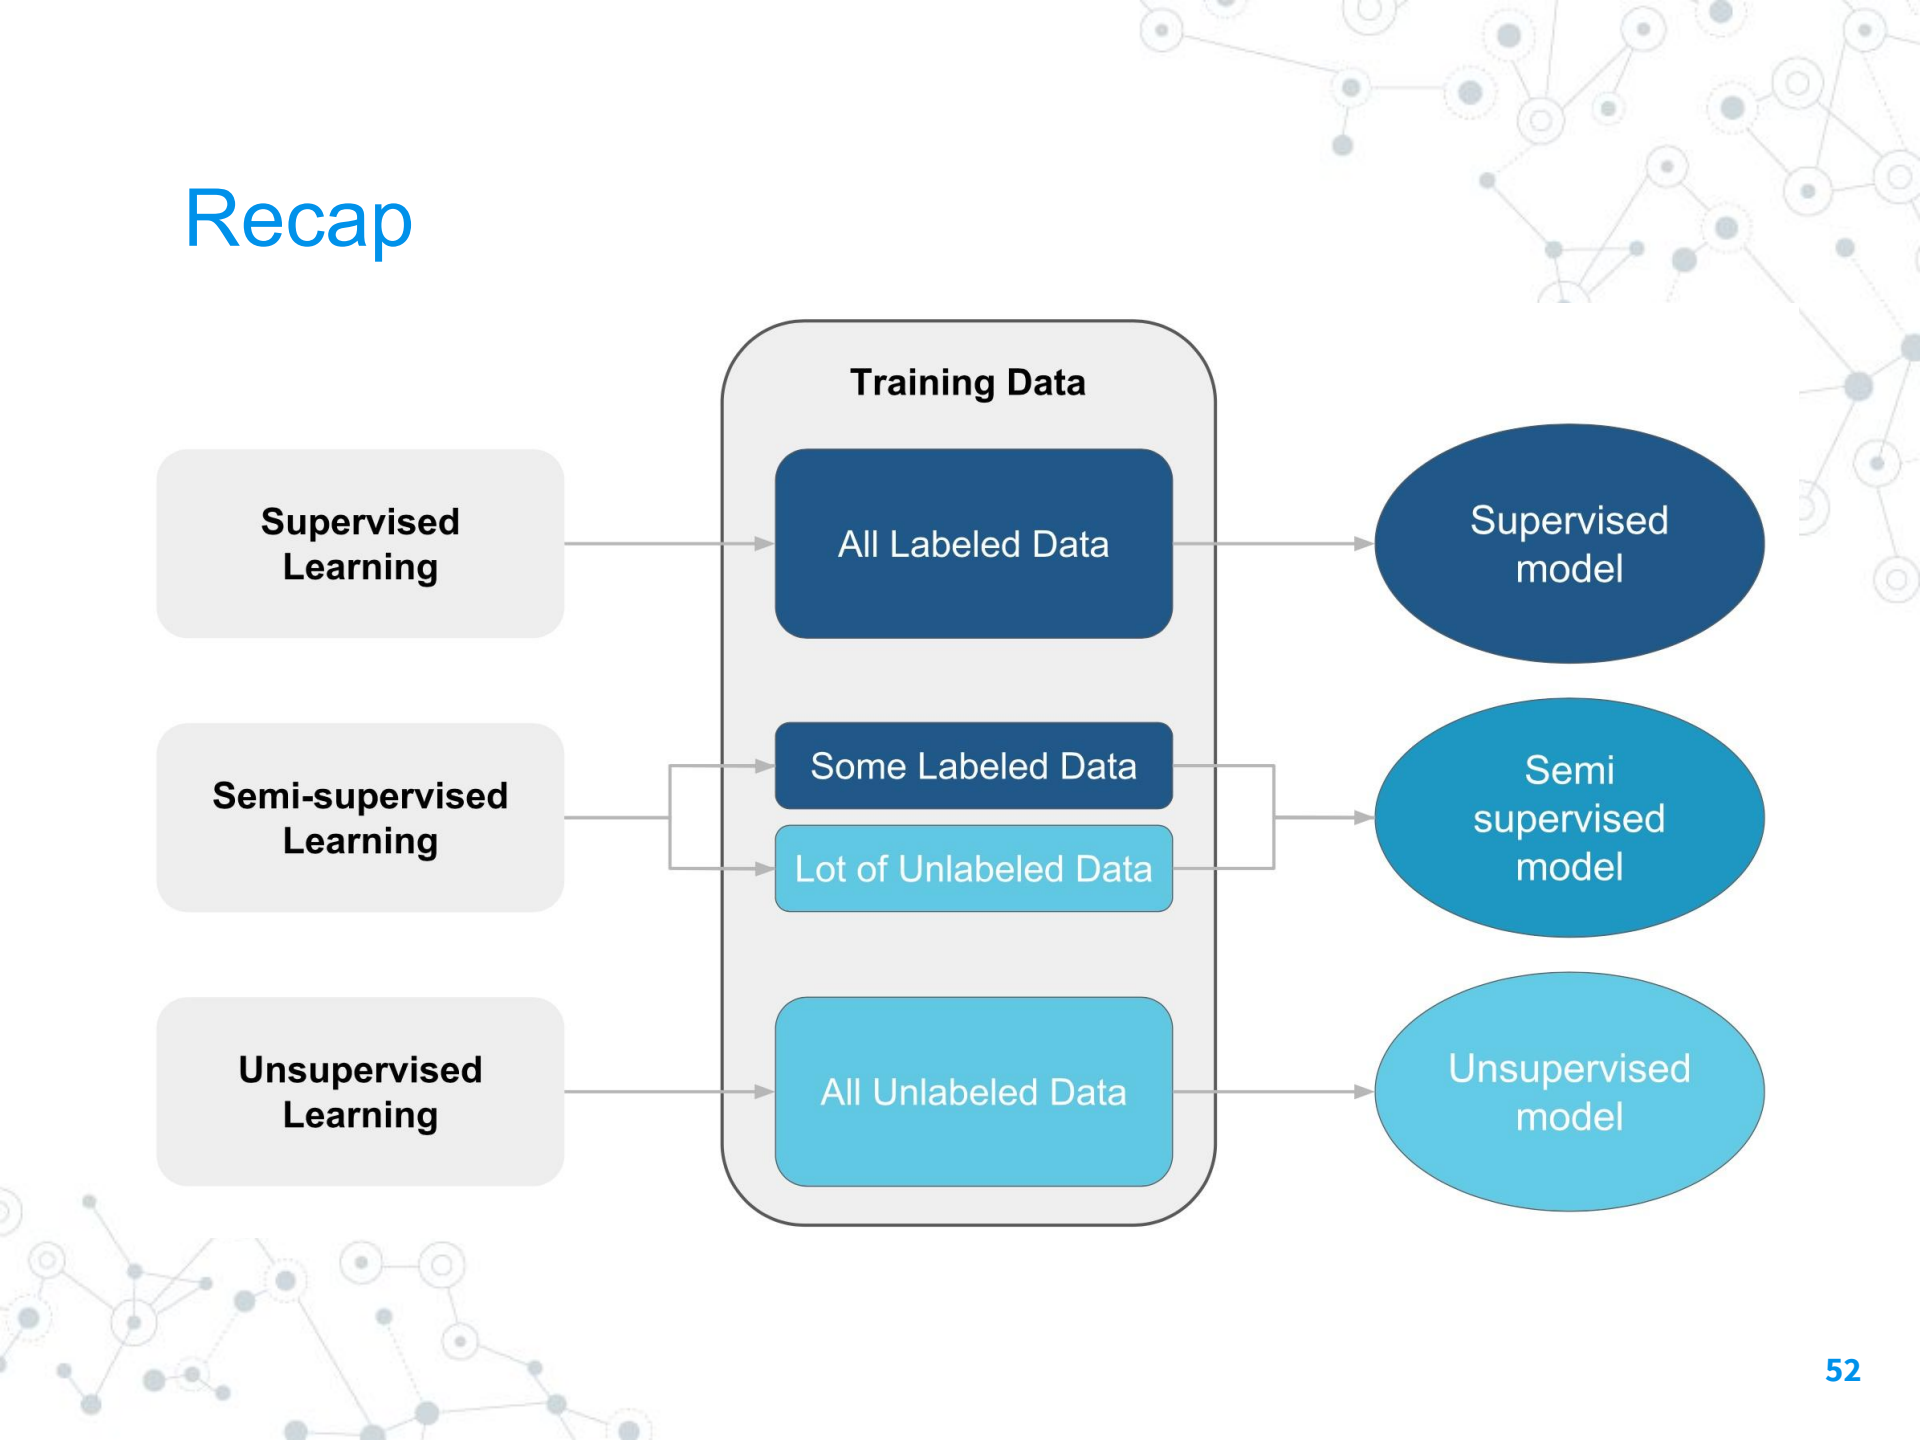 Recap
Training Data
Supervised
Learning
All Labeled Data
Supervised
model
Semi-supervised
Learning
Some Labeled Data
Lot of Unlabeled Data
Semi
supervised
model
Unsupervised
Learning
All Unlabeled Data
Unsupervised
model
52